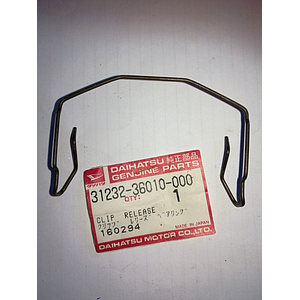 DAIHATSU 純正部品
GENUINE PARTS
31232-36010-000
QTY: 1
CLIP RELEASE
MADE IN JAPAN
160294
DAIHATSU MOTOR CO.,LTD.